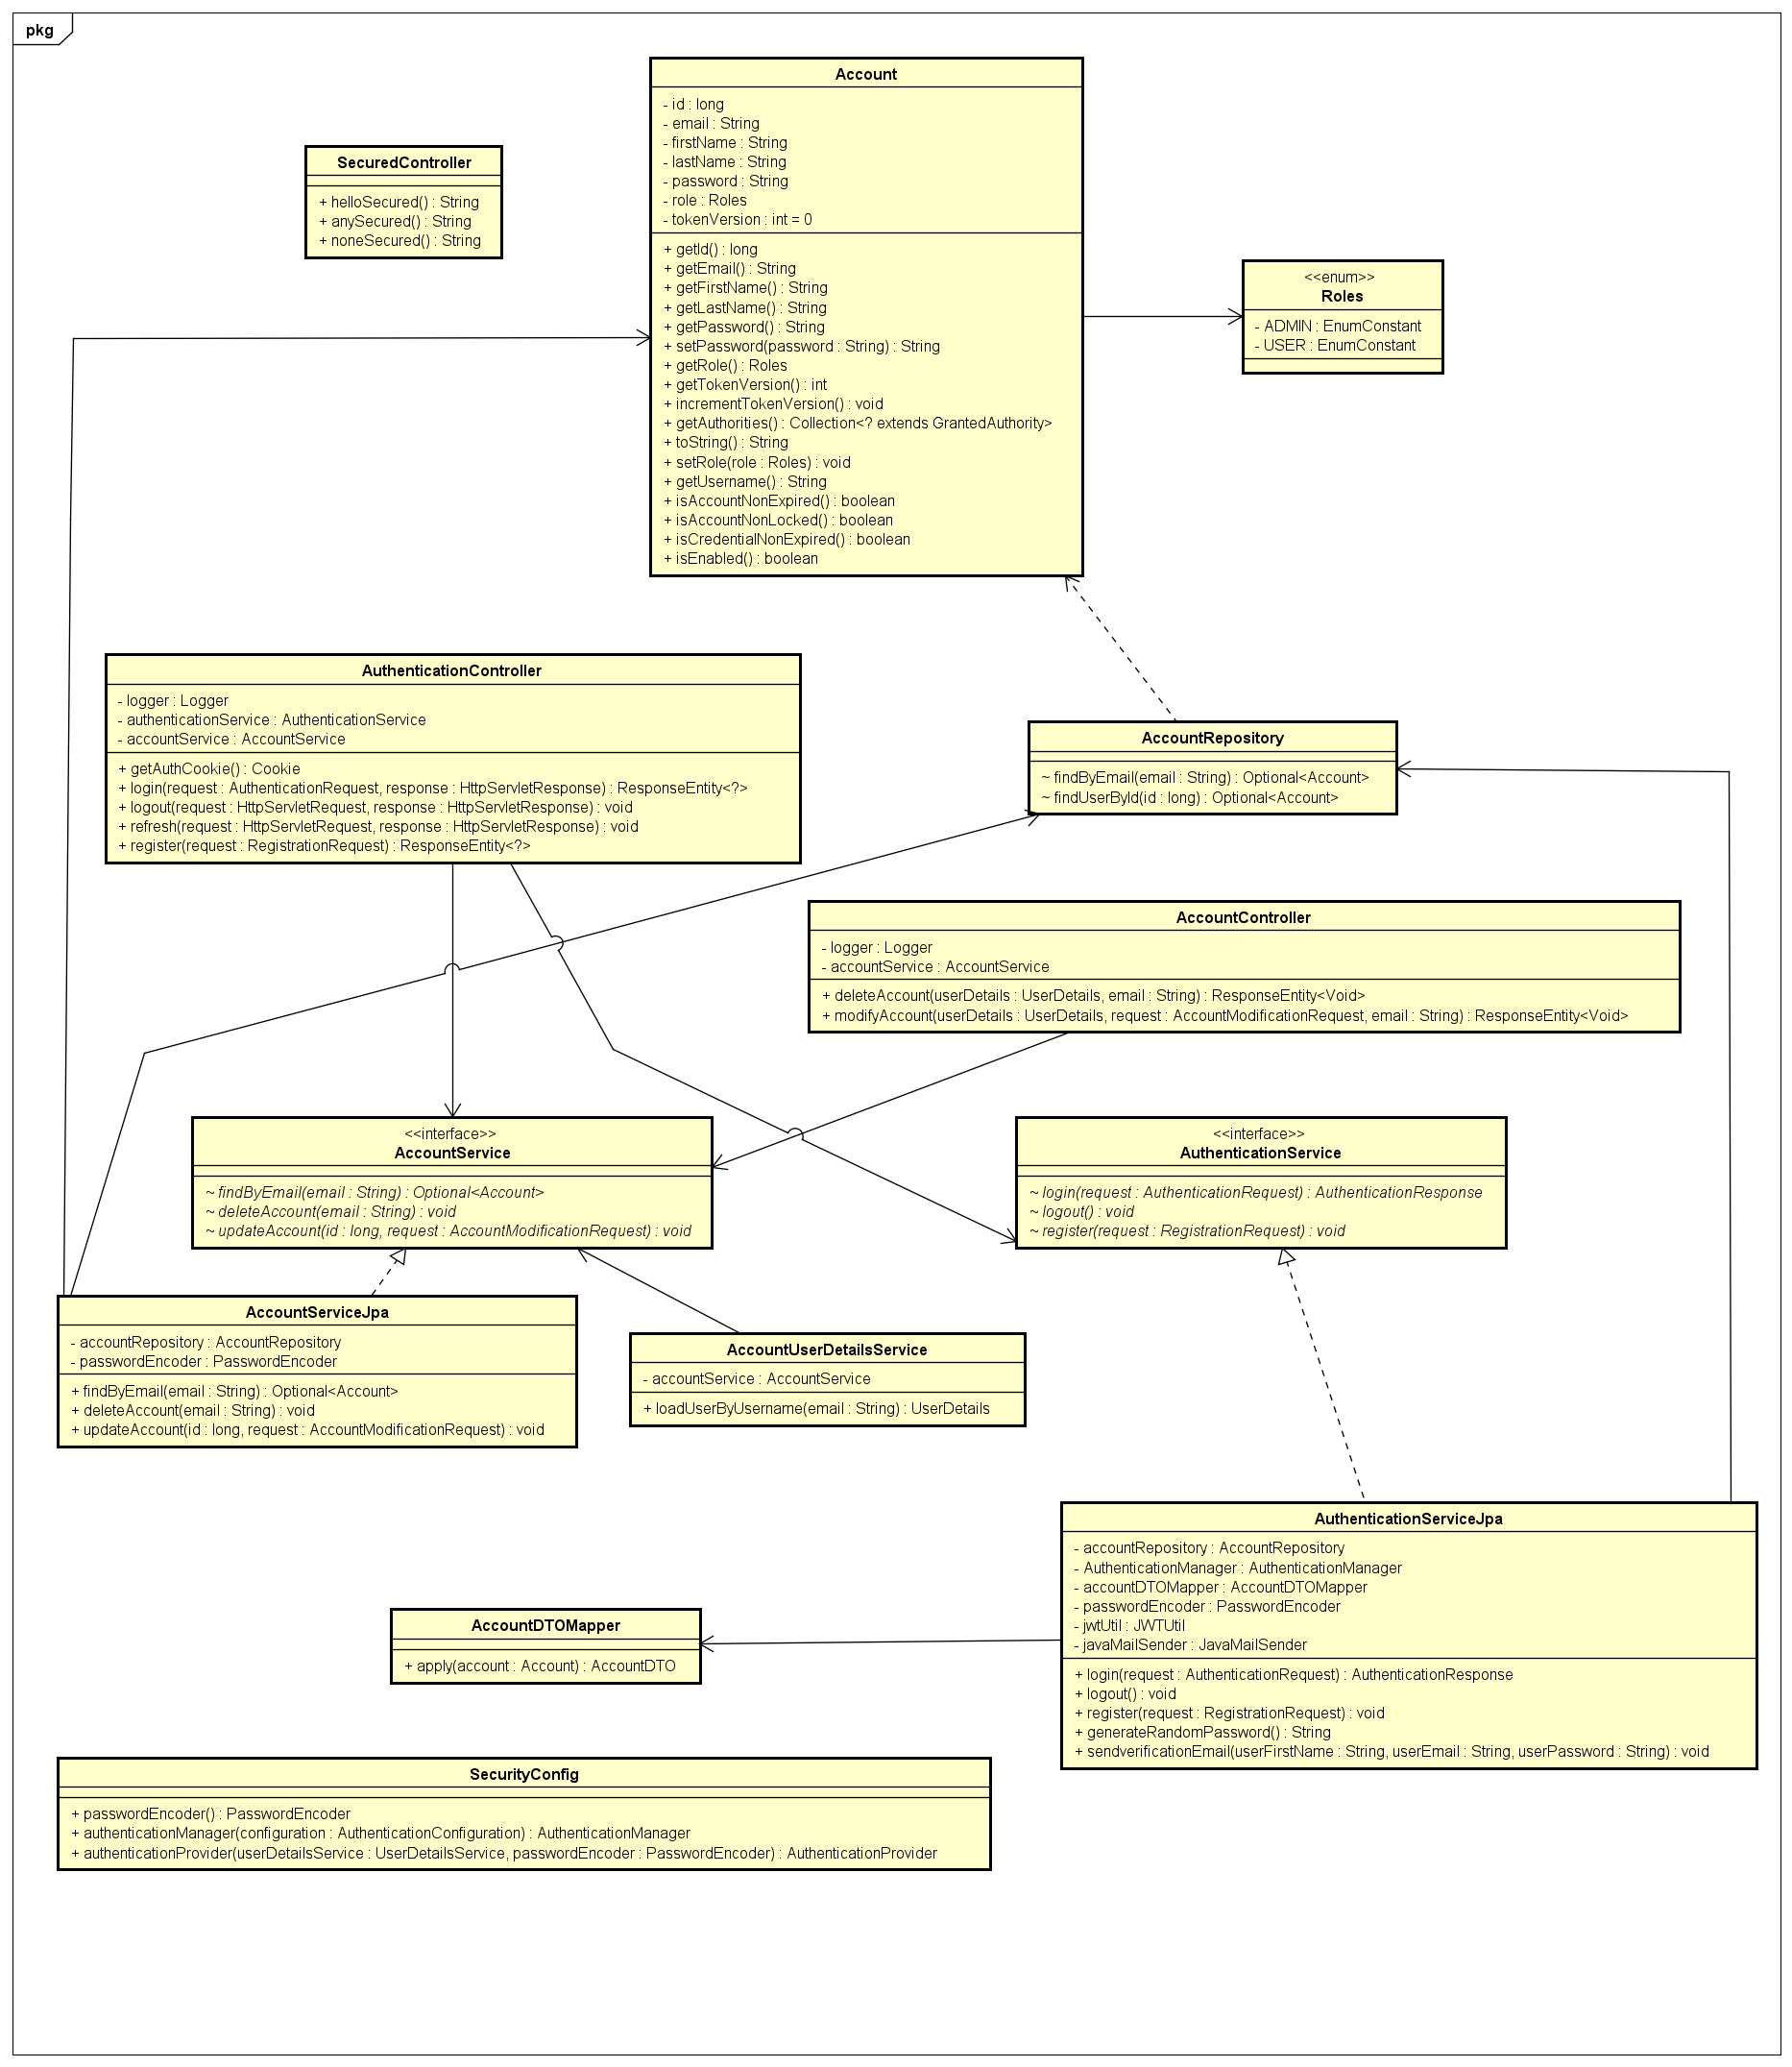 pkg
Account
- id : long
- email : String
- firstName : String
- lastName : String
- password : String
- role : Roles
- tokenVersion : int = 0
+ getId() : long
+ getEmail() : String
+ getFirstName() : String
+ getLastName() : String
+ getPassword() : String
+ setPassword(password : String) : String
+ getRole() : Roles
+ getTokenVersion() : int
+ incrementTokenVersion() : void
+ getAuthorities() : Collection<? extends GrantedAuthority>
+ toString() : String
+ setRole(role : Roles) : void
+ getUsername() : String
+ isAccountNonExpired() : boolean
+ isAccountNonLocked() : boolean
+ isCredentialNonExpired() : boolean
+ isEnabled() : boolean
SecuredController
+ helloSecured() : String
+ anySecured() : String
+ noneSecured() : String
<<enum>>
Roles
- ADMIN : EnumConstant
- USER : EnumConstant
AuthenticationController
- logger : Logger
- authenticationService : AuthenticationService
- accountService : AccountService
+ getAuthCookie() : Cookie
+ login(request : AuthenticationRequest, response : HttpServletResponse) : ResponseEntity<?>
+ logout(request : HttpServletRequest, response : HttpServletResponse) : void
+ refresh(request : HttpServletRequest, response : HttpServletResponse) : void
+ register(request : RegistrationRequest) : ResponseEntity<?>
AccountRepository
~ findByEmail(email : String) : Optional<Account>
~ findUserById(id : long) : Optional<Account>
AccountController
- logger : Logger
- accountService : AccountService
+ deleteAccount(userDetails : UserDetails, email : String) : ResponseEntity<Void>
+ modifyAccount(userDetails : UserDetails, request : AccountModificationRequest, email : String) : ResponseEntity<Void>
<<interface>>
AccountService
~ findByEmail(email : String) : Optional<Account>
~ deleteAccount(email : String) : void
~ updateAccount(id : long, request : AccountModificationRequest) : void
<<interface>>
AuthenticationService
~ login(request : AuthenticationRequest) : AuthenticationResponse
~ logout() : void
~ register(request : RegistrationRequest) : void
AccountServiceJpa
- accountRepository : AccountRepository
- passwordEncoder : PasswordEncoder
+ findByEmail(email : String) : Optional<Account>
+ deleteAccount(email : String) : void
+ updateAccount(id : long, request : AccountModificationRequest) : void
AccountUserDetailsService
- accountService : AccountService
+ loadUserByUsername(email : String) : UserDetails
AuthenticationServiceJpa
- accountRepository : AccountRepository
- AuthenticationManager : AuthenticationManager
- accountDTOMapper : AccountDTOMapper
- passwordEncoder : PasswordEncoder
- jwtUtil : JWTUtil
- javaMailSender : JavaMailSender
+ login(request : AuthenticationRequest) : AuthenticationResponse
+ logout() : void
+ register(request : RegistrationRequest) : void
+ generateRandomPassword() : String
+ sendverificationEmail(userFirstName : String, userEmail : String, userPassword : String) : void
AccountDTOMapper
+ apply(account : Account) : AccountDTO
SecurityConfig
+ passwordEncoder() : PasswordEncoder
+ authenticationManager(configuration : AuthenticationConfiguration) : AuthenticationManager
+ authenticationProvider(userDetailsService : UserDetailsService, passwordEncoder : PasswordEncoder) : AuthenticationProvider